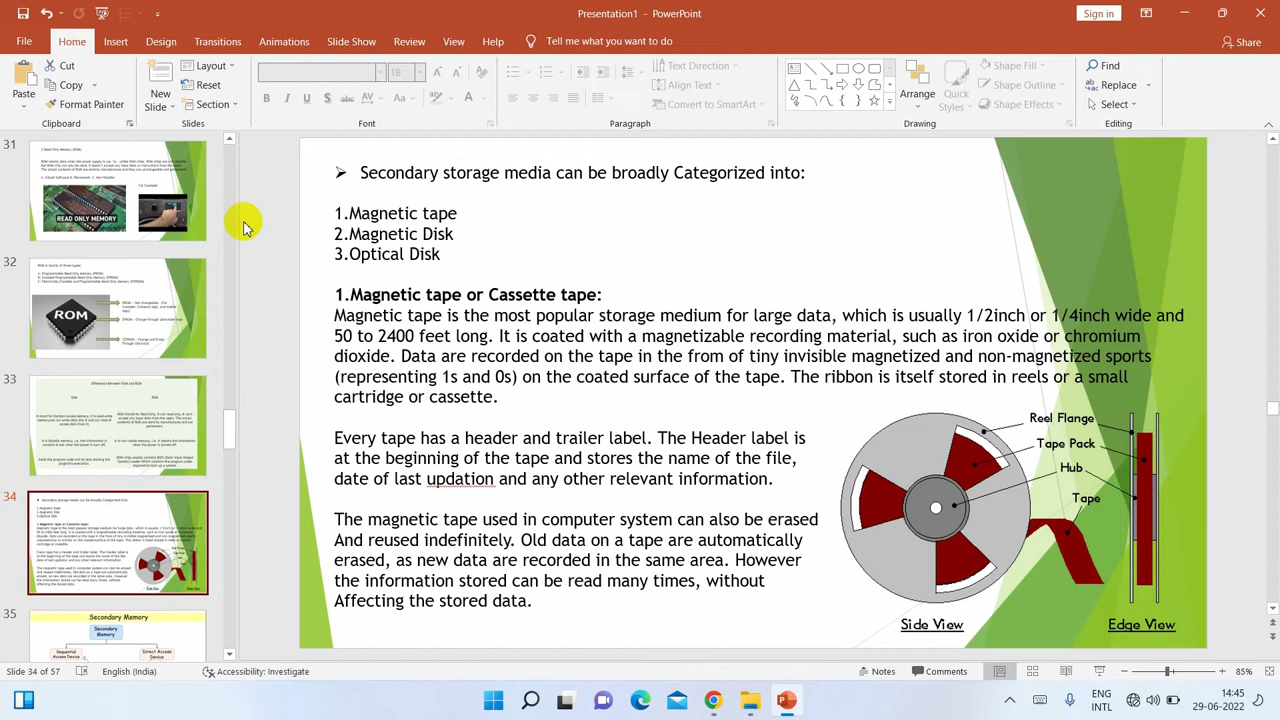 Presentation1 - PowerPoint
Sign in
File Home Insert Design Transitions Animations Slide Show Review View Help Tell me what you want to do Share
Paste
Cut
Copy
Format Painter
Clipboard
New
Slide
Layout
Reset
Section
Slides
18
Font
Text Direction
Align Text
Convert to SmartArt
Paragraph
Arrange
Quick
Styles
Shape Fill
Shape Outline
Shape Effects
Drawing
Find
Replace
Select
Editing
31
READ ONLY MEMORY
32
ROM
33
34
35
Secondary Memory
Secondary
Memory
Sequential
Access Device
Direct Access
Device
Secondary storage media can be broadly Categorized into:
1.Magnetic tape
2.Magnetic Disk
3.Optical Disk
1.Magnetic tape or Cassette tape:
Magnetic tape is the most popular storage medium for large data, which is usually 1/2inch or 1/4inch wide and
50 to 2400 feet long. It is coated with a magnetizable recording material, such as iron oxide or chromium
dioxide. Data are recorded on the tape in the from of tiny invisible magnetized and non-magnetized sports
(representing 1s and 0s) on the coated surface of the tape. The ribbon is itself stored in reels or a small
cartridge or cassette.
Every tape has a header and trailer label. The Header label is
at the beginning of the tape and stores the name of the file,
date of last updation and any other relevant information.
The magnetic tape used in computer system can also be erased
And reused indefinitely. Old data on a tape are automatically
erased, as new data are recorded in the same area. However
the information stored can be read many times, without
Affecting the stored data.
Flange
Tape Pack
Hub
Tape
Side View
Edge View
Slide 34 of 57 English (India) Accessibility: Investigate Notes Comments 85%
ENG
INTL
14:45
29-06-2022